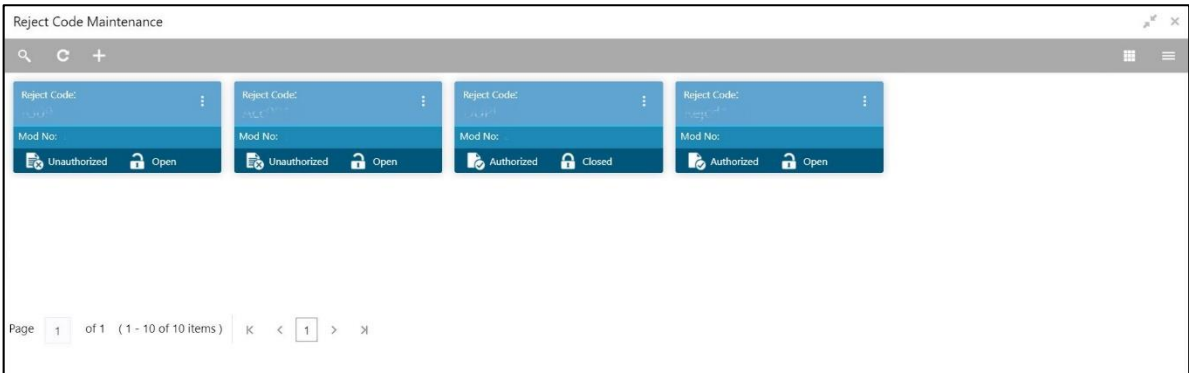 Reject Code Maintenance
Reject Code: Reject Code: Reject Code: Reject Code:
Mod No: Mod No: Mod No: Mod No:
Unauthorized Open Unauthorized Open Authorized Closed Authorized Open
Page 1 of 1 ( 1 - 10 of 10 items ) 1